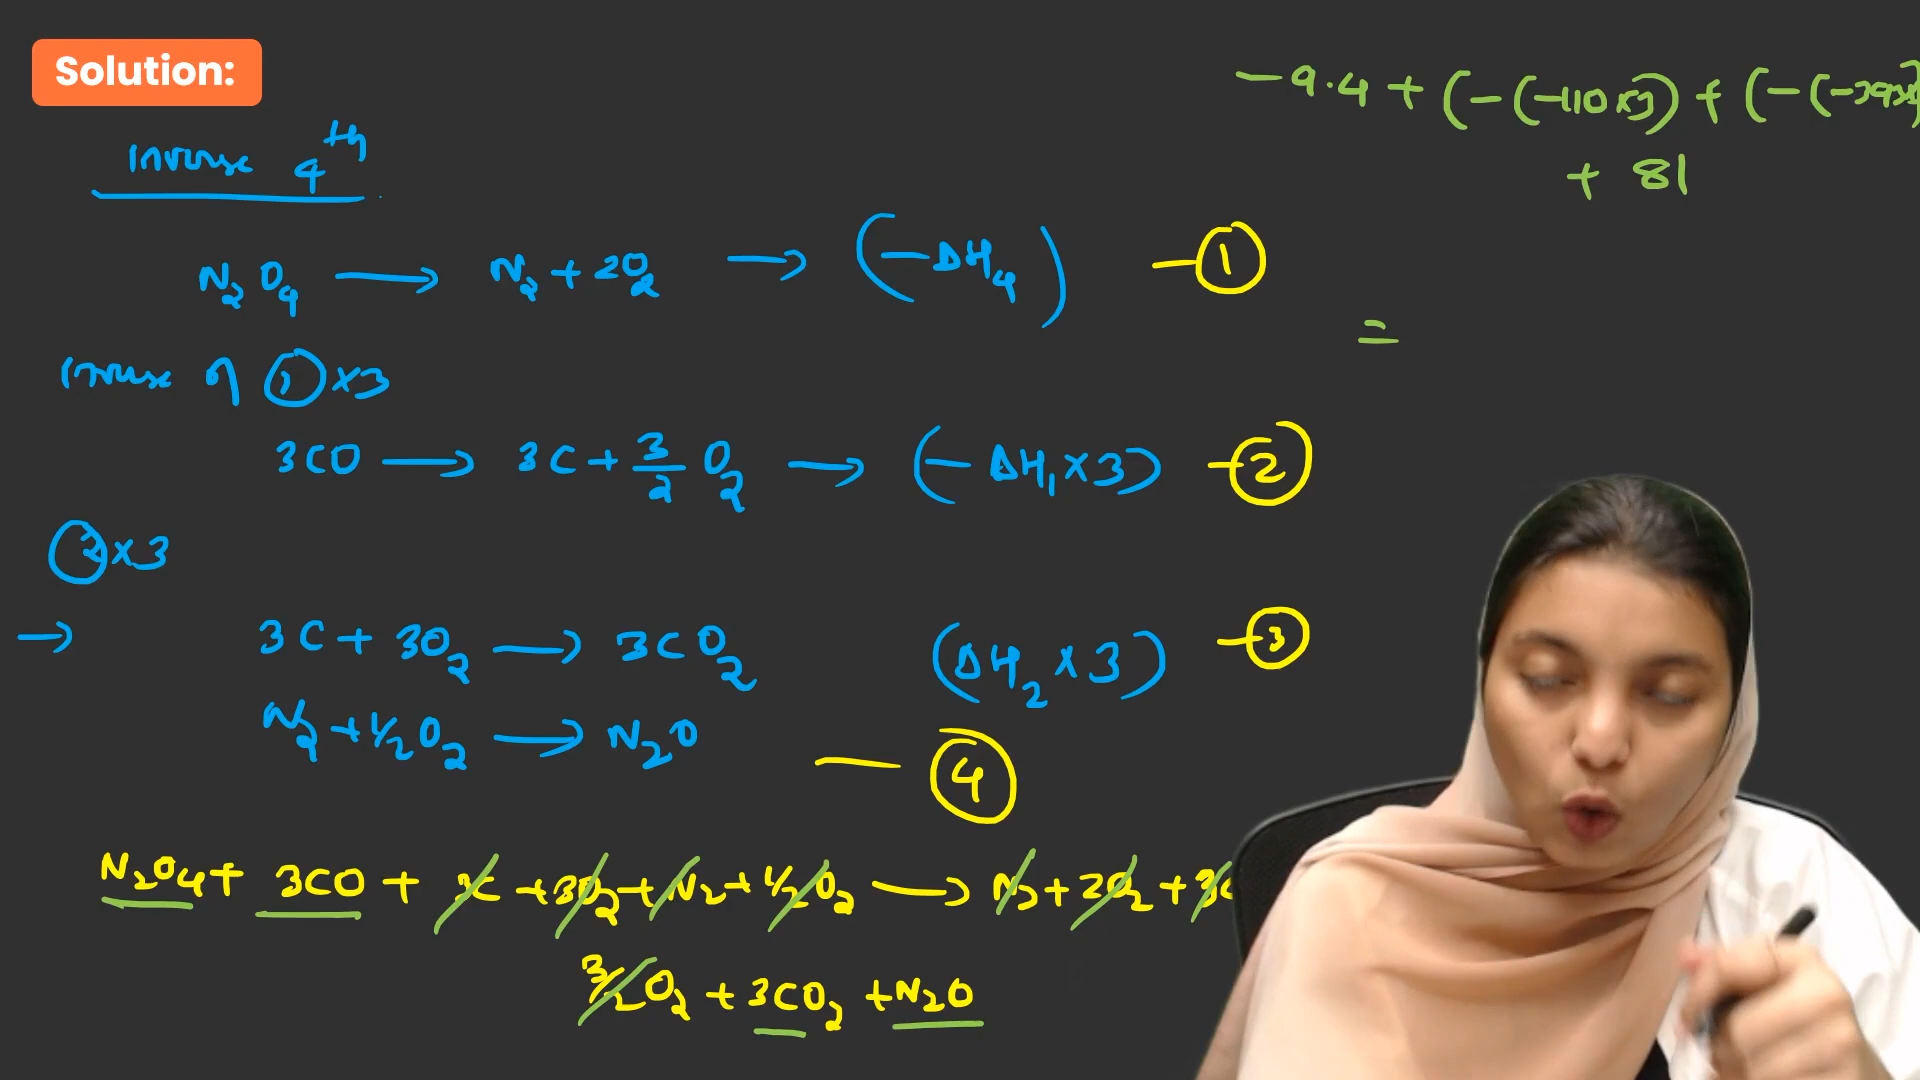 Solution:
-9.4 + (-(-110×3) + (-(-393
+ 81
=
Inverse 4th
N2O4 → N2 + 2O2 → (-ΔH4) -①
Inverse of ① ×3
3CO → 3C + 3/2 O2 → (-ΔH1 × 3) -②
② ×3
→ 3C + 3O2 → 3CO2 (ΔH2 × 3) -③
N2 + 1/2 O2 → N2O — ④
N2O4 + 3CO + 3C + 3O2 + N2 + 1/2 O2 → N2 + 2O2 + 3C
3/2 O2 + 3CO2 + N2O